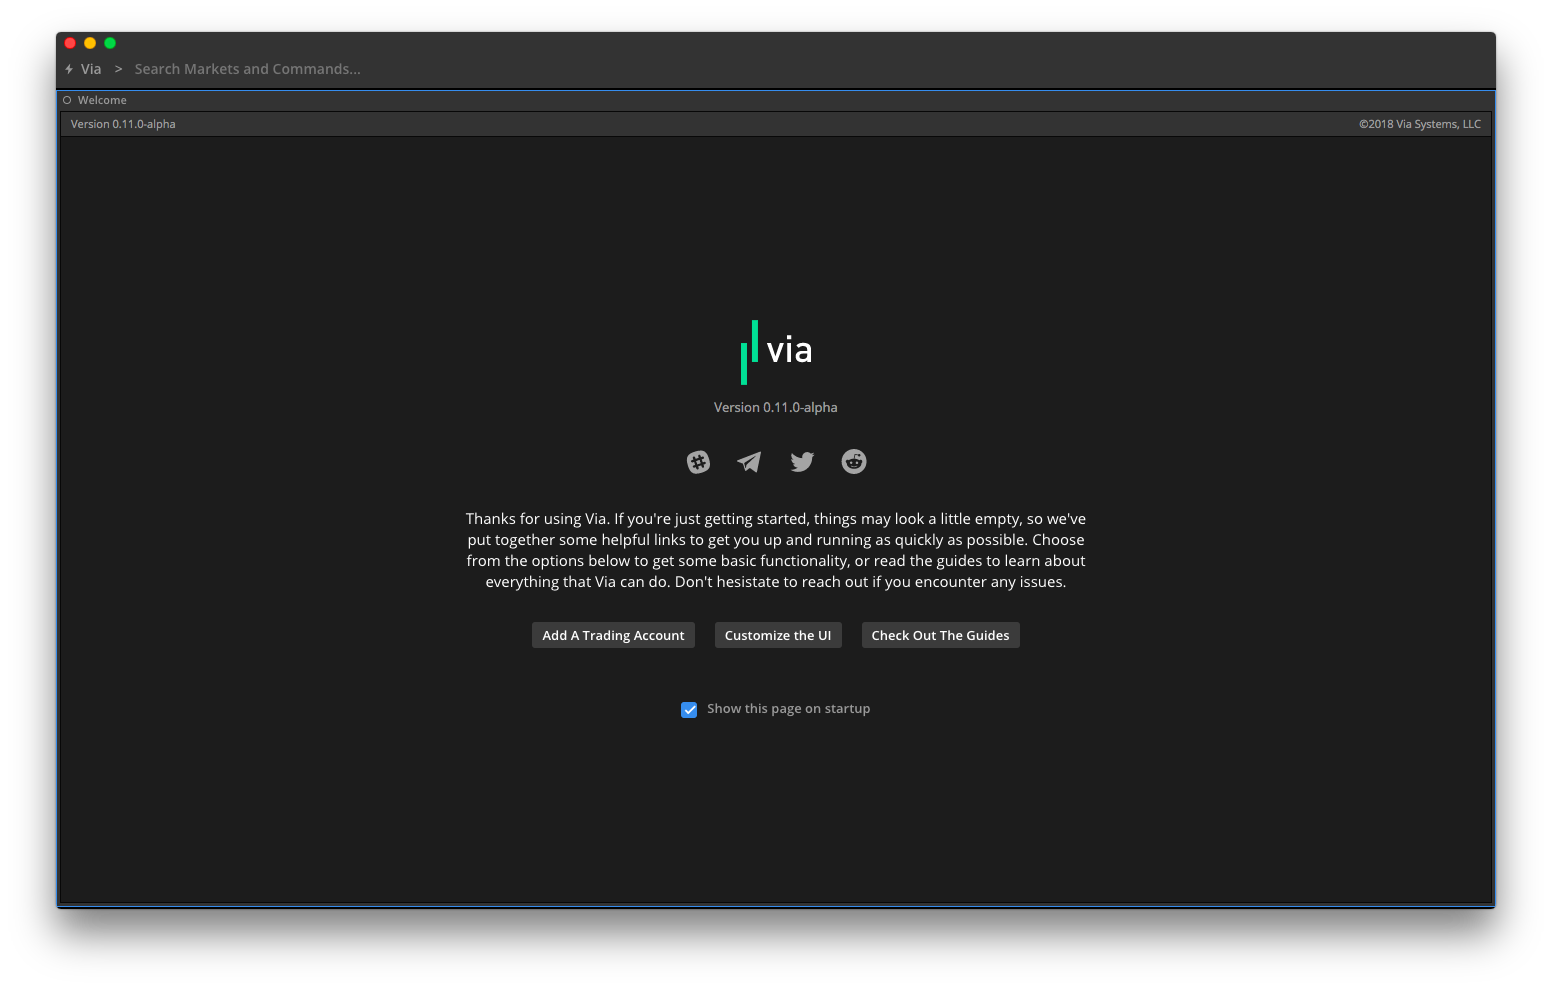 Via > Search Markets and Commands...
Welcome
Version 0.11.0-alpha ©2018 Via Systems, LLC
via
Version 0.11.0-alpha
Thanks for using Via. If you're just getting started, things may look a little empty, so we've
put together some helpful links to get you up and running as quickly as possible. Choose
from the options below to get some basic functionality, or read the guides to learn about
everything that Via can do. Don't hesistate to reach out if you encounter any issues.
Add A Trading Account Customize the UI Check Out The Guides
Show this page on startup